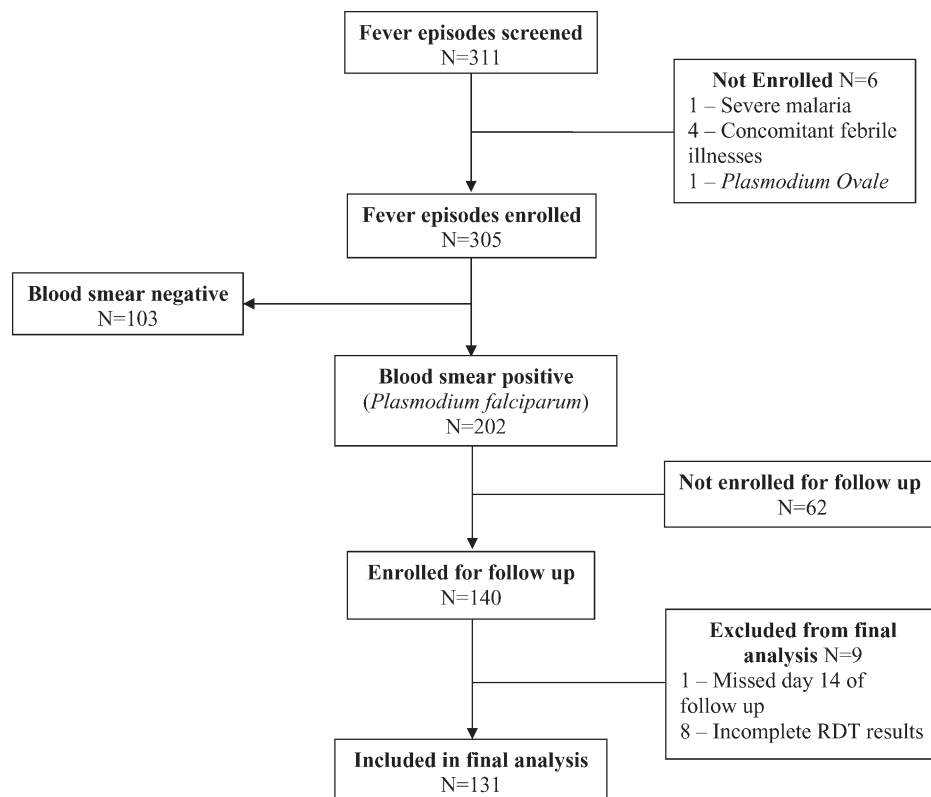 Fever episodes screened
N=311
Not Enrolled N=6
1 – Severe malaria
4 – Concomitant febrile
illnesses
1 – Plasmodium Ovale
Fever episodes enrolled
N=305
Blood smear negative
N=103
Blood smear positive
(Plasmodium falciparum)
N=202
Not enrolled for follow up
N=62
Enrolled for follow up
N=140
Excluded from final
analysis N=9
1 – Missed day 14 of
follow up
8 – Incomplete RDT results
Included in final analysis
N=131